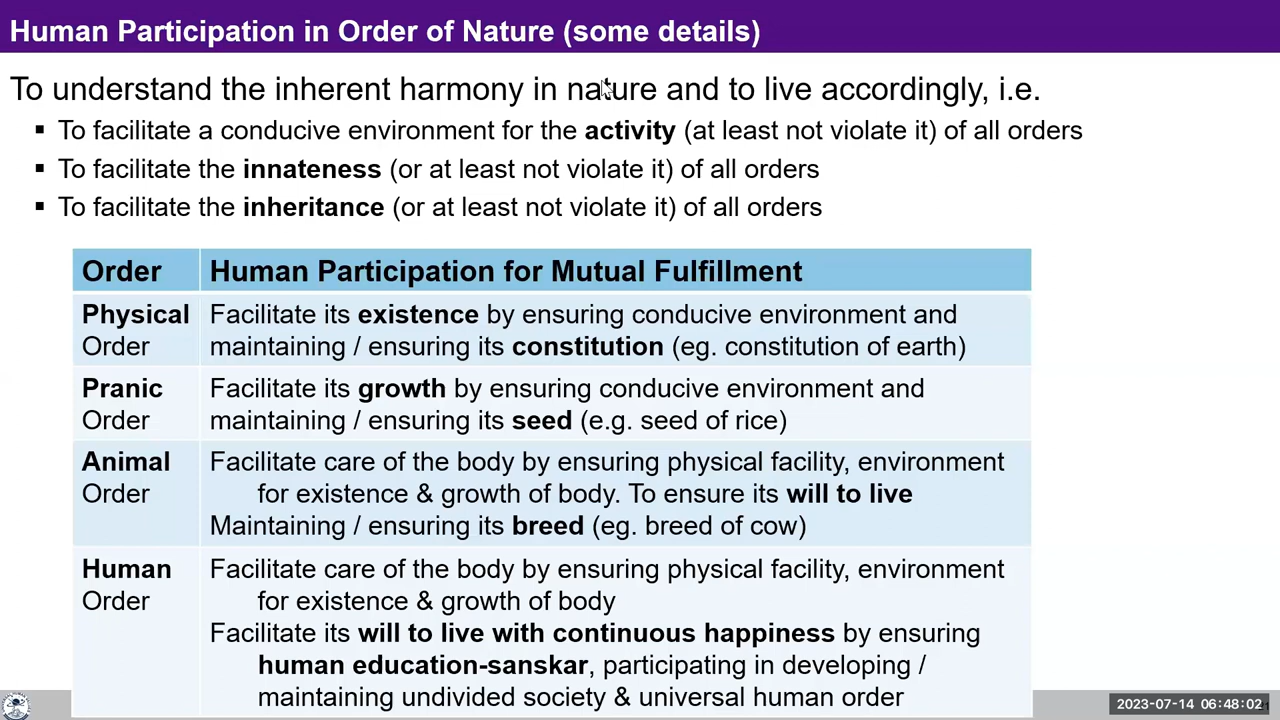 Human Participation in Order of Nature (some details)
To understand the inherent harmony in nature and to live accordingly, i.e.
▪ To facilitate a conducive environment for the activity (at least not violate it) of all orders
▪ To facilitate the innateness (or at least not violate it) of all orders
▪ To facilitate the inheritance (or at least not violate it) of all orders
Order Human Participation for Mutual Fulfillment
Physical Facilitate its existence by ensuring conducive environment and
Order maintaining / ensuring its constitution (eg. constitution of earth)
Pranic Facilitate its growth by ensuring conducive environment and
Order maintaining / ensuring its seed (e.g. seed of rice)
Animal Facilitate care of the body by ensuring physical facility, environment
Order for existence & growth of body. To ensure its will to live
Maintaining / ensuring its breed (eg. breed of cow)
Human Facilitate care of the body by ensuring physical facility, environment
Order for existence & growth of body
Facilitate its will to live with continuous happiness by ensuring
human education-sanskar, participating in developing /
maintaining undivided society & universal human order
2023-07-14 06:48:02